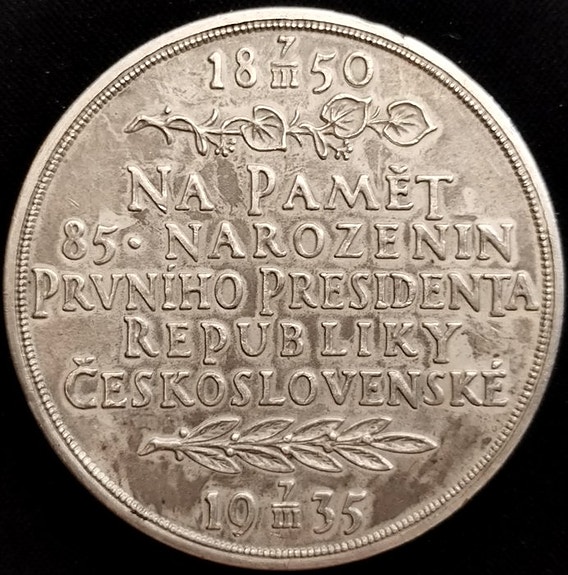 18 7/III 50
NA PAMĚT
85. NAROZENIN
PRVNÍHO PRESIDENTA
REPUBLIKY
ČESKOSLOVENSKÉ
19 7/III 35